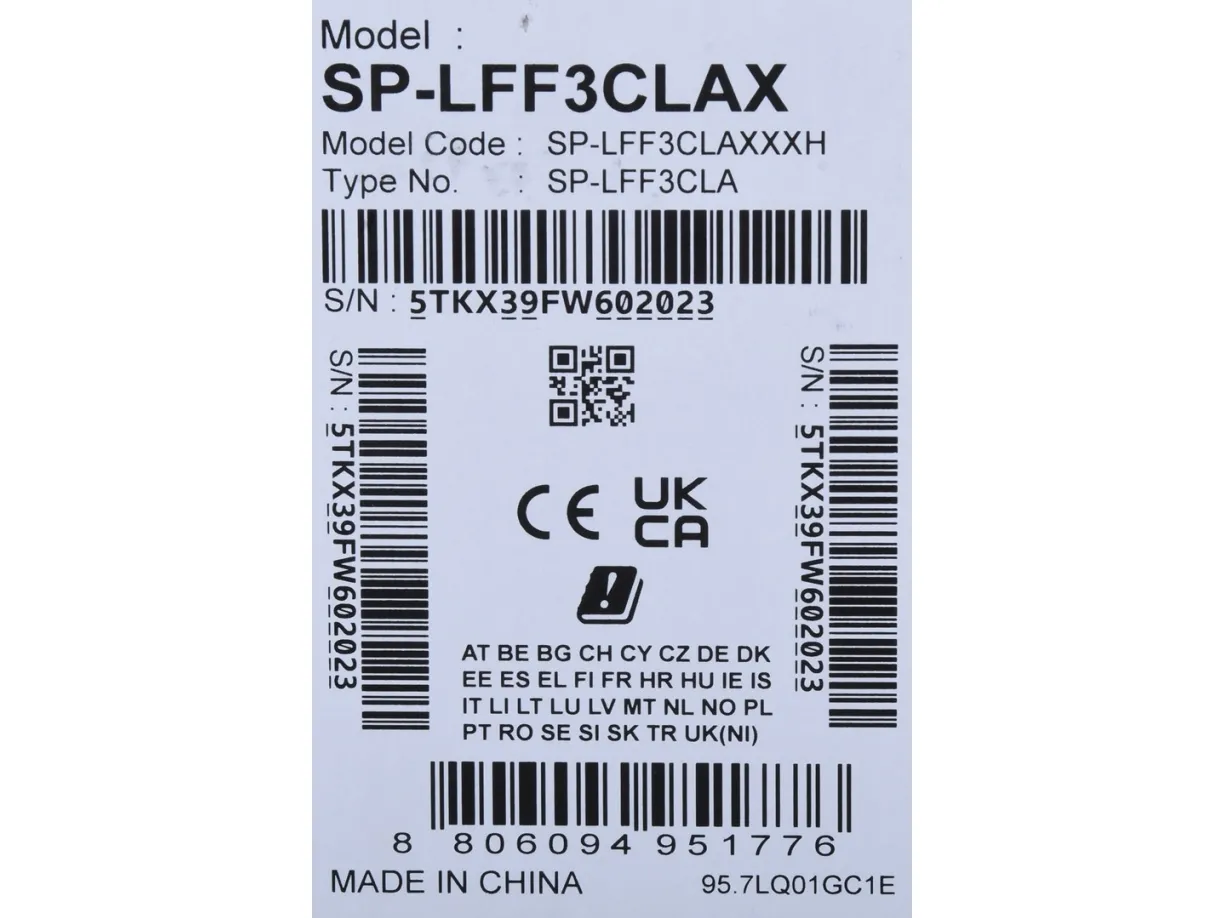 Model :
SP-LFF3CLAX
Model Code : SP-LFF3CLAXXXH
Type No. : SP-LFF3CLA
S/N : 5TKX39FW602023
S/N : 5TKX39FW602023
S/N : 5TKX39FW602023
CE
UK
CA
AT BE BG CH CY CZ DE DK
EE ES EL FI FR HR HU IE IS
IT LI LT LU LV MT NL NO PL
PT RO SE SI SK TR UK(NI)
8 806094 951776
MADE IN CHINA 95.7LQ01GC1E